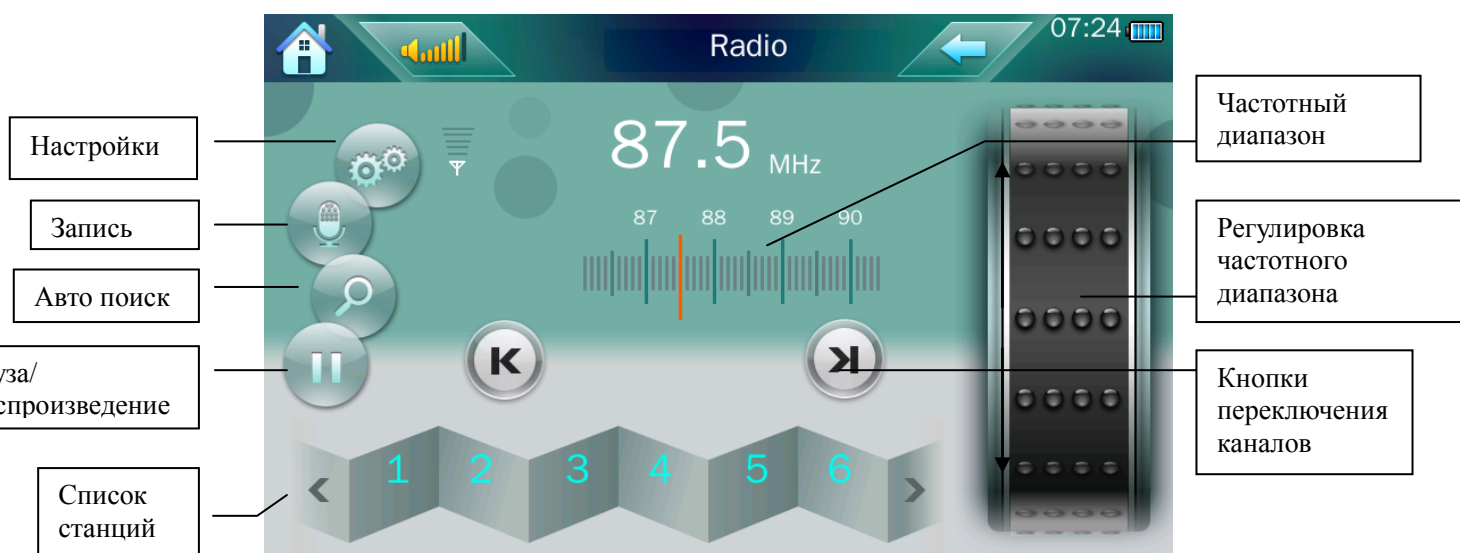 Radio
07:24
Настройки
Запись
Авто поиск
уза/
спроизведение
Список
станций
87.5 MHz
87 88 89 90
1 2 3 4 5 6
Частотный
диапазон
Регулировка
частотного
диапазона
Кнопки
переключения
каналов